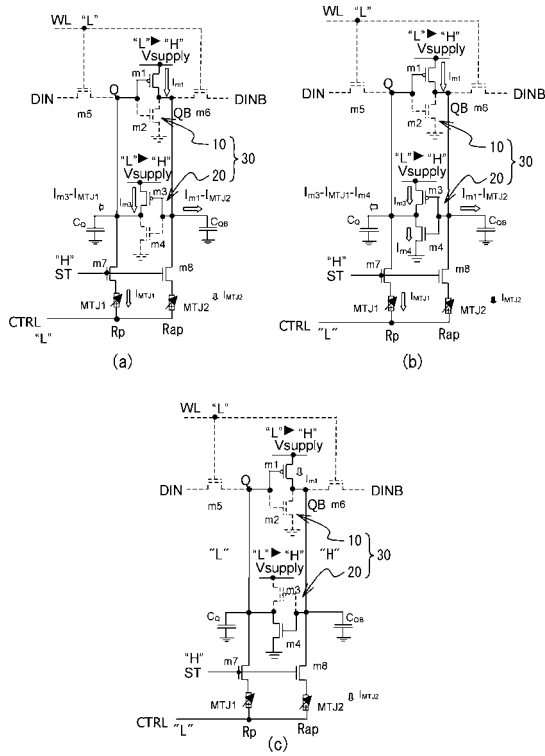 WL "L"
"L" ▶ "H"
Vsupply
m1
Im1
DIN
m5
Q
m6
DINB
m2
QB
10
20
30
"L" ▶ "H"
Vsupply
Im3-IMTJ1
Im3
m3
Im1-IMTJ2
CQ
m4
CQB
"H"
ST
m7
m8
MTJ1
IMTJ1
MTJ2
IMTJ2
CTRL
"L"
Rp
Rap
(a)
WL "L"
"L" ▶ "H"
Vsupply
m1
Im1
DIN
m5
Q
m6
DINB
m2
QB
10
20
30
"L" ▶ "H"
Vsupply
Im3-IMTJ1-Im4
Im3
m3
Im1-IMTJ2
CQ
m4
Im4
CQB
"H"
ST
m7
m8
MTJ1
IMTJ1
MTJ2
IMTJ2
CTRL
"L"
Rp
Rap
(b)
WL "L"
"L" ▶ "H"
Vsupply
m1
Im1
DIN
m5
Q
m6
DINB
m2
QB
10
20
30
"L"
"L" ▶ "H"
"H"
Vsupply
m3
CQ
m4
CQB
"H"
ST
m7
m8
MTJ1
MTJ2
IMTJ2
CTRL
"L"
Rp
Rap
(c)